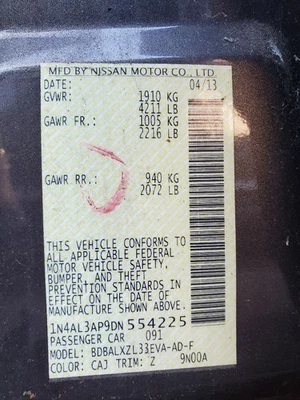 MFD BY NISSAN MOTOR CO., LTD.
DATE: 04/13
GVWR: 1910 KG
4211 LB
GAWR FR.: 1005 KG
2216 LB
GAWR RR.: 940 KG
2072 LB
THIS VEHICLE CONFORMS TO
ALL APPLICABLE FEDERAL
MOTOR VEHICLE SAFETY,
BUMPER, AND THEFT
PREVENTION STANDARDS IN
EFFECT ON THE DATE OF
MANUFACTURE SHOWN ABOVE.
1N4AL3AP9DN 554225
PASSENGER CAR 091
MODEL: BDBALXZL33EVA-AD-F
COLOR: CAJ TRIM: Z 9N00A